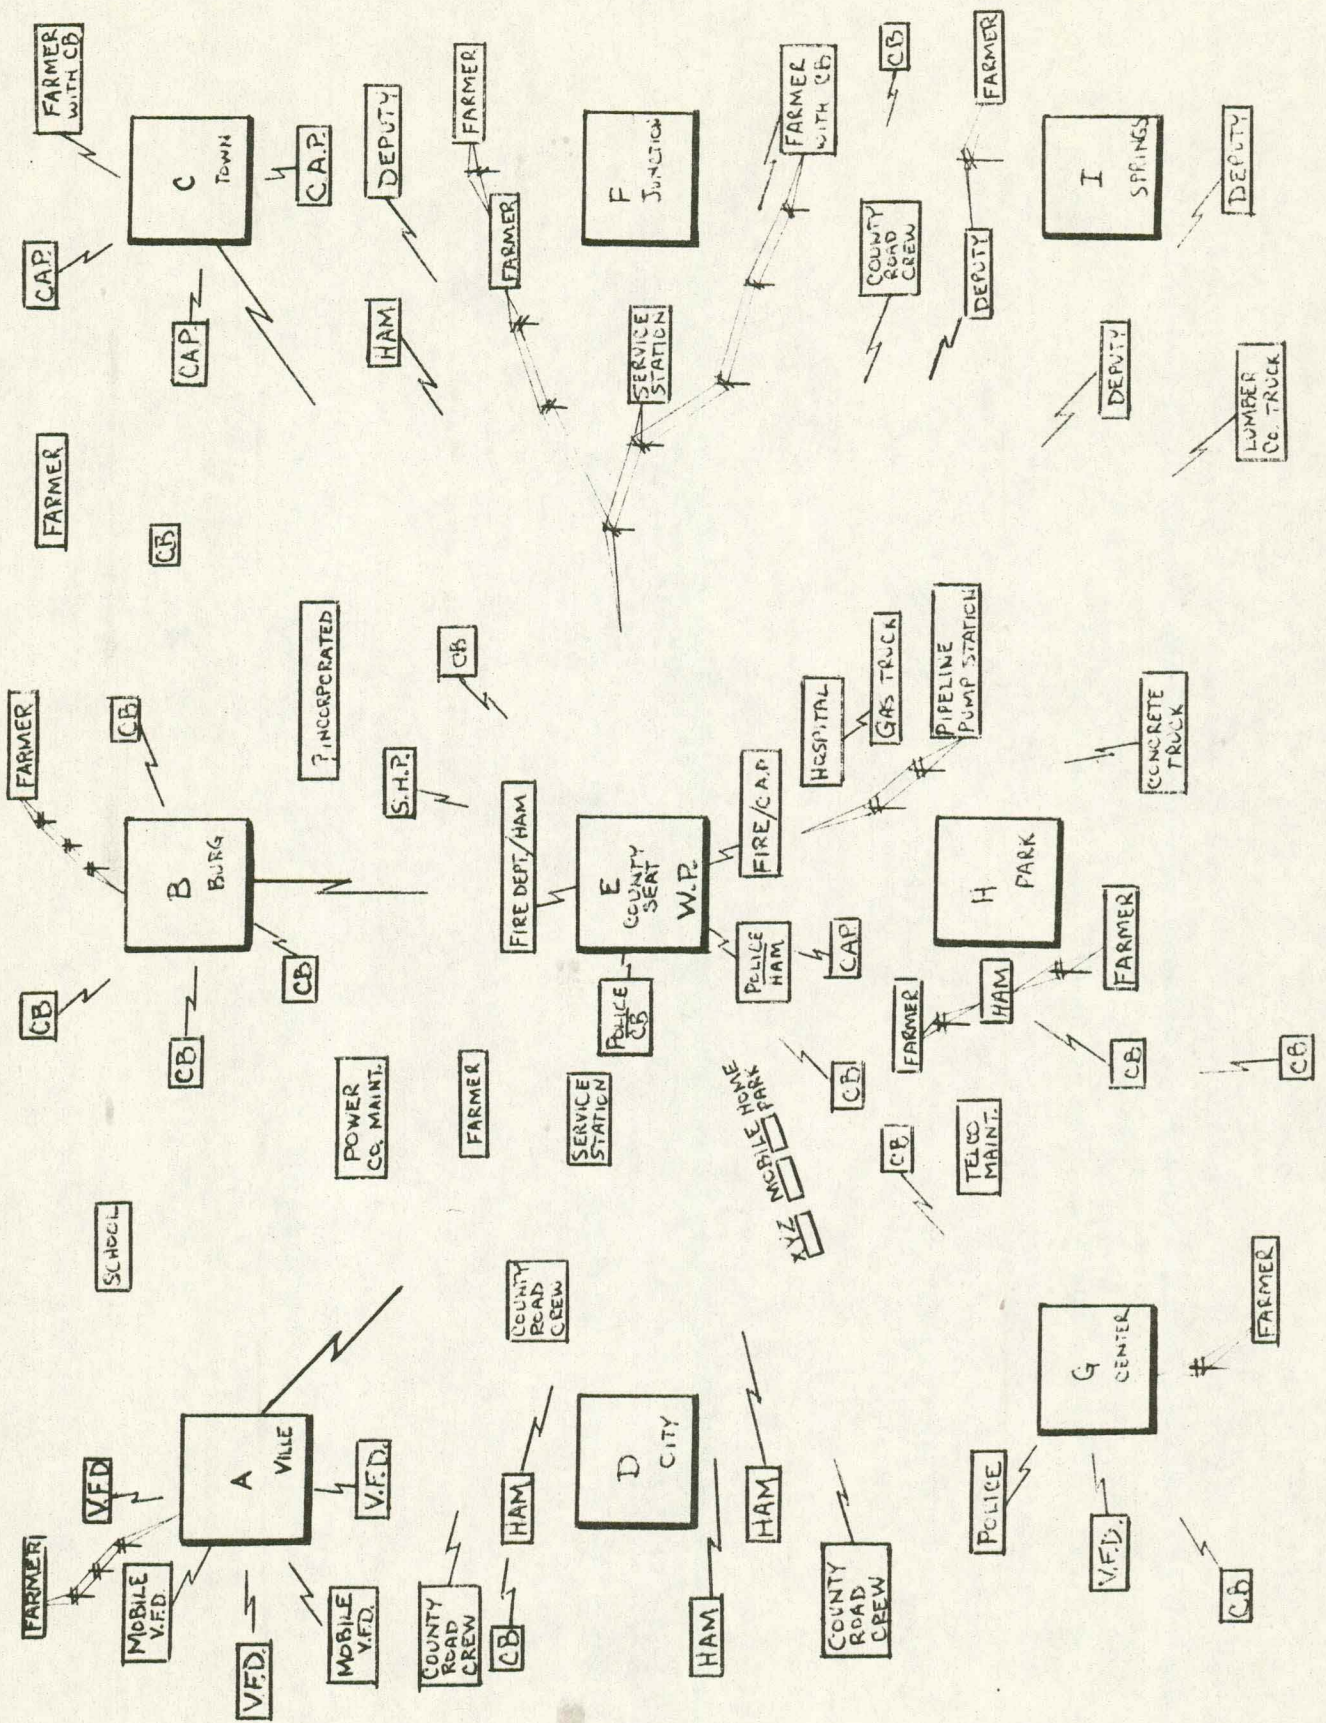 FARMER
MOBILE
V.F.D.
V.F.D
A
VILLE
V.F.D.
MOBILE
V.F.D.
V.F.D.
SCHOOL
CB
FARMER
CB
B
BURG
CB
CB
FARMER
CB
CAP.
FARMER
WITH CB
C
TOWN
CAP.
C.A.P.
POWER
CO. MAINT.
?INCORPORATED
S.H.P.
CB
HAM
DEPUTY
FARMER
FARMER
COUNTY
ROAD
CREW
CB
HAM
COUNTY
ROAD
CREW
FARMER
SERVICE
STATION
FIRE DEPT./HAM
D
CITY
HAM
HAM
COUNTY
ROAD
CREW
POLICE
CB
E
COUNTY
SEAT
W.P.
POLICE
HAM
FIRE/C.A.P.
CAP
XYZ MOBILE HOME
PARK
CB
CB
SERVICE
STATION
F
JUNCTION
FARMER
WITH CB
HOSPITAL
GAS TRUCK
PIPELINE
PUMP STATION
COUNTY
ROAD
CREW
CB
DEPUTY
FARMER
POLICE
G
CENTER
V.F.D.
CB
FARMER
TELCO
MAINT.
FARMER
HAM
FARMER
H
PARK
CB
CB
CONCRETE
TRUCK
I
SPRINGS
DEPUTY
DEPUTY
LUMBER
CO. TRUCK